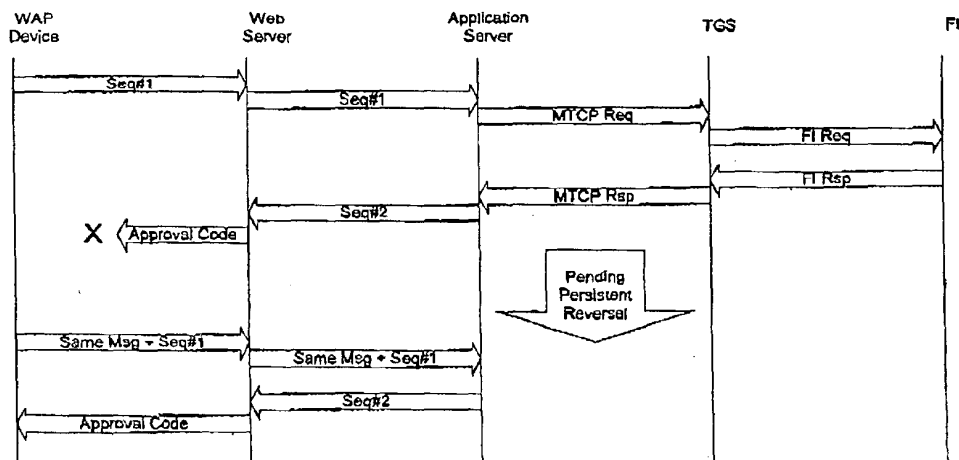 WAP
Device
Web
Server
Application
Server
TGS
FI
Seq#1
Seq#1
MTCP Req
FI Req
FI Rsp
MTCP Rsp
Seq#2
X
Approval Code
Pending
Persistent
Reversal
Same Msg + Seq#1
Same Msg + Seq#1
Seq#2
Approval Code